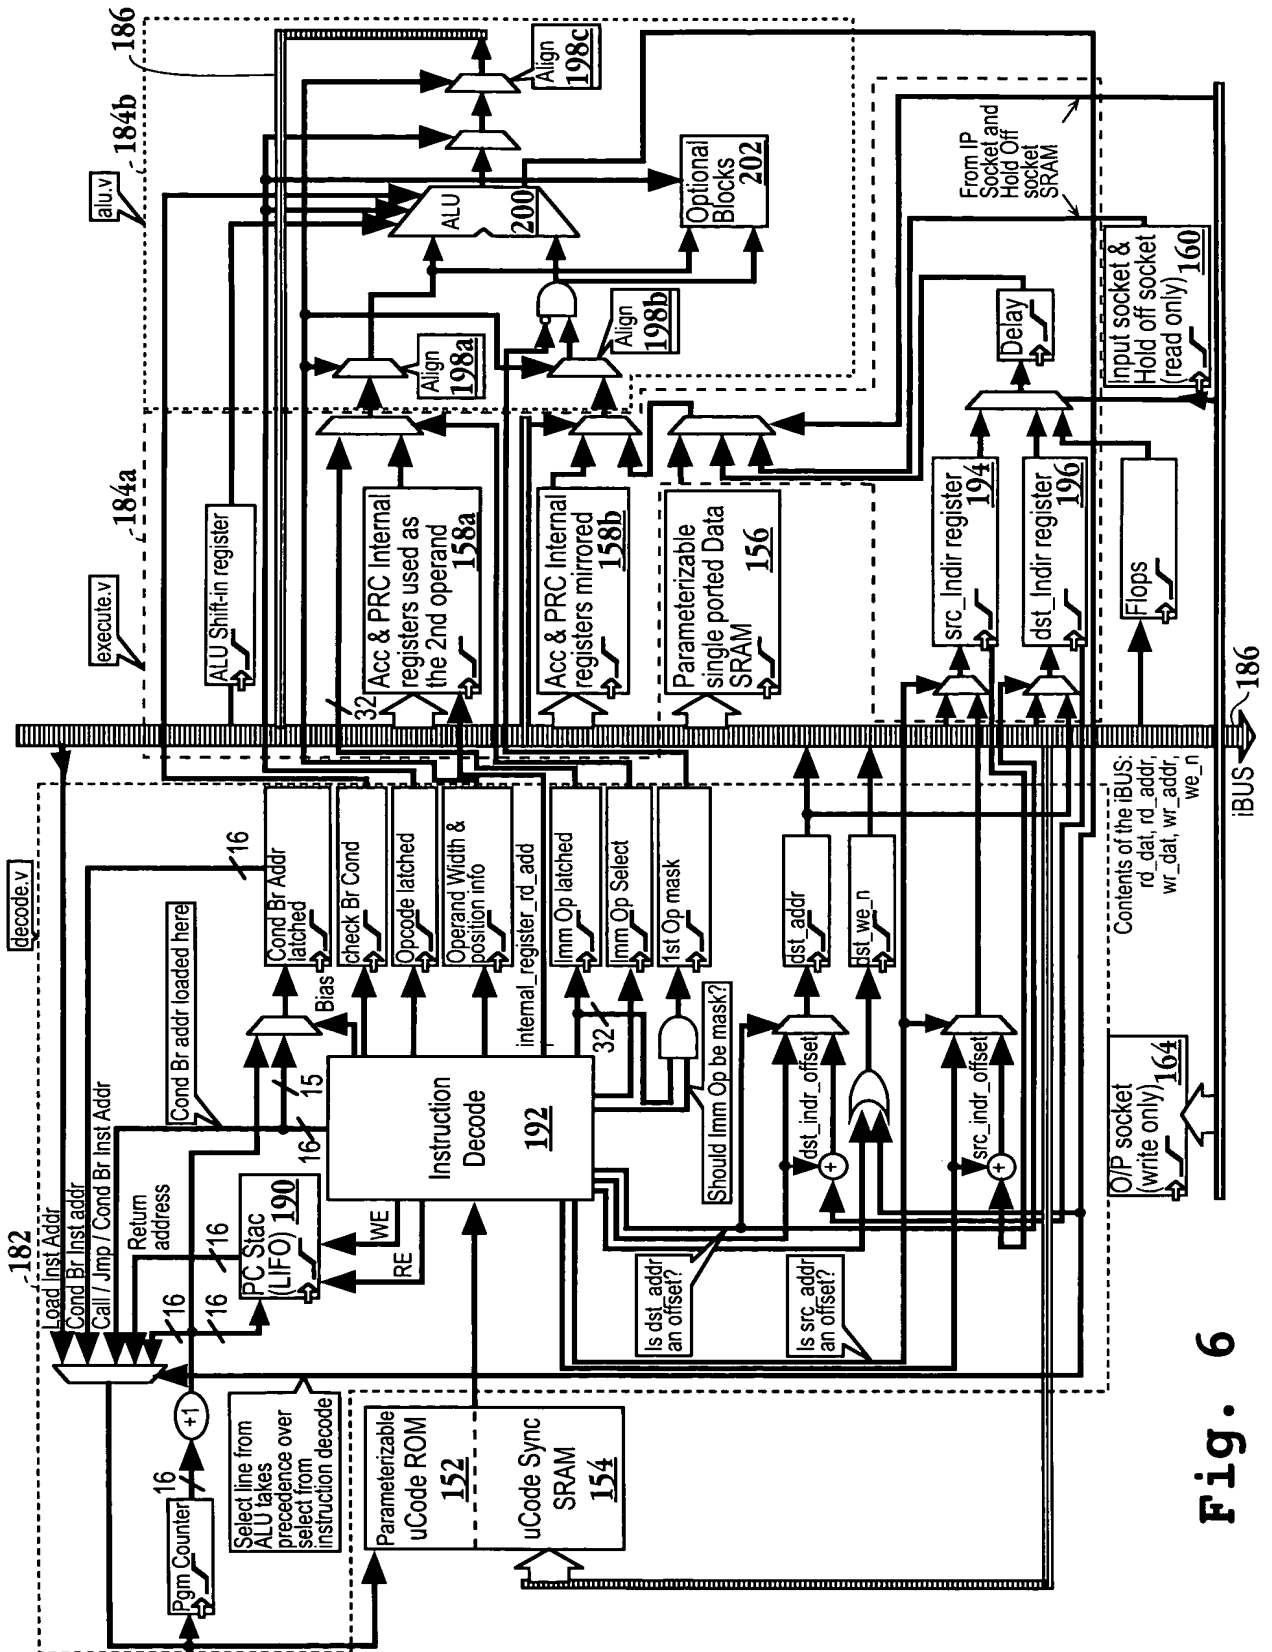 decode.v
182
Load Inst Addr
Cond Br Inst addr
Call / Jmp / Cond Br Inst Addr
Return
address
16
16
16
16
+1
16
Pgm Counter
Select line from
ALU takes
precedence over
select from
instruction decode
PC Stac
(LIFO) 190
WE
RE
Cond Br addr loaded here
16
15
Bias
Instruction
Decode
192
Parameterizable
uCode ROM
152
uCode Sync
SRAM
154
Cond Br Addr
latched
check Br Cond
Opcode latched
Operand Width &
position info
internal_register_rd_add
Imm Op latched
32
Imm Op Select
1st Op mask
Should Imm Op be mask?
dst_addr
dst_we_n
dst_indr_offset
+
src_indr_offset
+
Is dst_addr
an offset?
Is src_addr
an offset?
O/P socket
(write only) 164
execute.v
184a
ALU Shift-in register
32
Acc & PRC Internal
registers used as
the 2nd operand
158a
Acc & PRC Internal
registers mirrored
158b
Parameterizable
single ported Data
SRAM
156
src_Indir register
194
dst_Indir register
196
Flops
Delay
Input socket &
Hold off socket
(read only) 160
From IP
Socket and
Hold Off
socket
SRAM
alu.v
184b
186
Align
198a
Align
198b
Align
198c
ALU
200
Optional
Blocks
202
Contents of the iBUS:
rd_dat, rd_addr,
wr_dat, wr_addr,
we_n
iBUS
186
Fig. 6